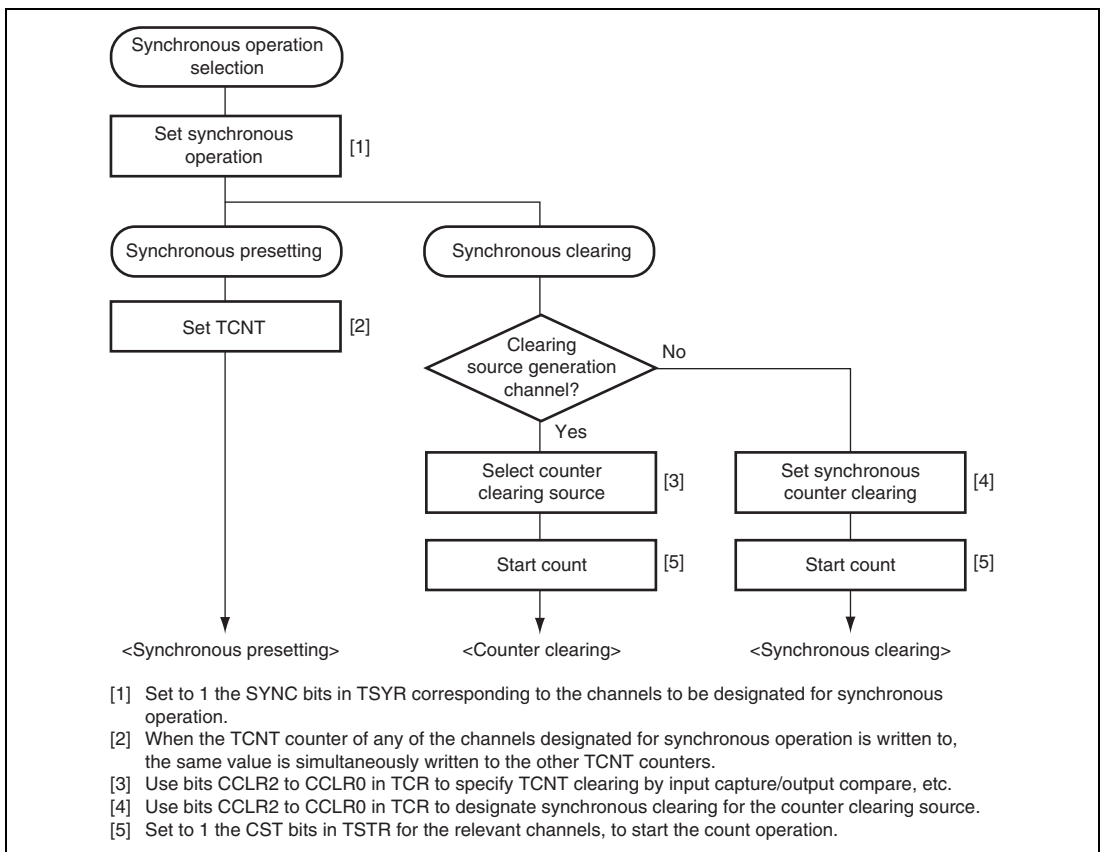 Synchronous operation
selection
Set synchronous
operation
[1]
Synchronous presetting
Synchronous clearing
Set TCNT
[2]
Clearing
source generation
channel?
No
Yes
Select counter
clearing source
[3]
Set synchronous
counter clearing
[4]
Start count
[5]
Start count
[5]
<Synchronous presetting>
<Counter clearing>
<Synchronous clearing>
[1] Set to 1 the SYNC bits in TSYR corresponding to the channels to be designated for synchronous
operation.
[2] When the TCNT counter of any of the channels designated for synchronous operation is written to,
the same value is simultaneously written to the other TCNT counters.
[3] Use bits CCLR2 to CCLR0 in TCR to specify TCNT clearing by input capture/output compare, etc.
[4] Use bits CCLR2 to CCLR0 in TCR to designate synchronous clearing for the counter clearing source.
[5] Set to 1 the CST bits in TSTR for the relevant channels, to start the count operation.